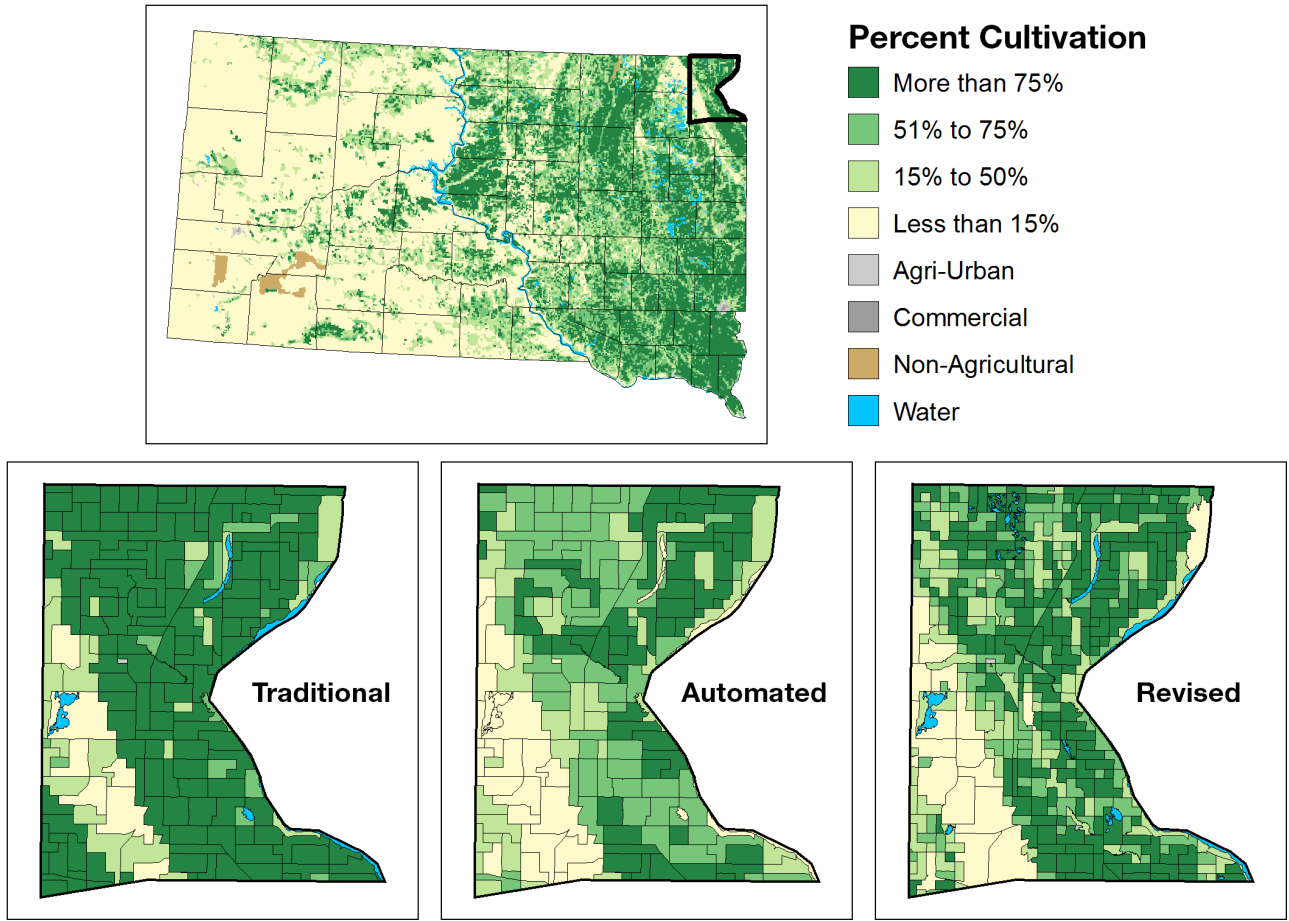 Percent Cultivation
More than 75%
51% to 75%
15% to 50%
Less than 15%
Agri-Urban
Commercial
Non-Agricultural
Water
Traditional
Automated
Revised